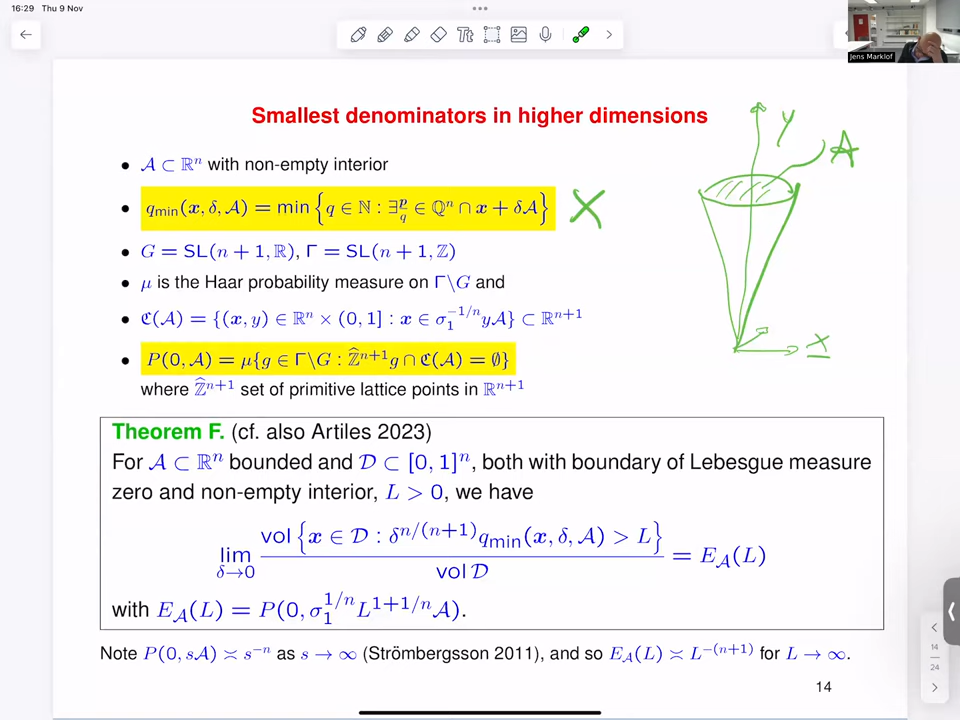 16:29 Thu 9 Nov
Jens Marklof
Smallest denominators in higher dimensions
• 𝒜 ⊂ ℝⁿ with non-empty interior
• q_min(x, δ, 𝒜) = min { q ∈ ℕ : ∃ p/q ∈ ℚⁿ ∩ x + δ𝒜 }
• G = SL(n + 1, ℝ), Γ = SL(n + 1, ℤ)
• μ is the Haar probability measure on Γ\G and
• ℭ(𝒜) = {(x, y) ∈ ℝⁿ × (0, 1] : x ∈ σ₁^{-1/n} y𝒜} ⊂ ℝⁿ⁺¹
• P(0, 𝒜) = μ{g ∈ Γ\G : ℤ̂ⁿ⁺¹g ∩ ℭ(𝒜) = ∅}
where ℤ̂ⁿ⁺¹ set of primitive lattice points in ℝⁿ⁺¹
X
y
A
x
Theorem F. (cf. also Artiles 2023)
For 𝒜 ⊂ ℝⁿ bounded and 𝒟 ⊂ [0, 1]ⁿ, both with boundary of Lebesgue measure
zero and non-empty interior, L > 0, we have
lim_{δ→0} vol { x ∈ 𝒟 : δ^{n/(n+1)} q_min(x, δ, 𝒜) > L } / vol 𝒟 = E_𝒜(L)
with E_𝒜(L) = P(0, σ₁^{1/n} L^{1+1/n} 𝒜).
Note P(0, s𝒜) ≍ s⁻ⁿ as s → ∞ (Strömbergsson 2011), and so E_𝒜(L) ≍ L^{-(n+1)} for L → ∞.
14
14
24